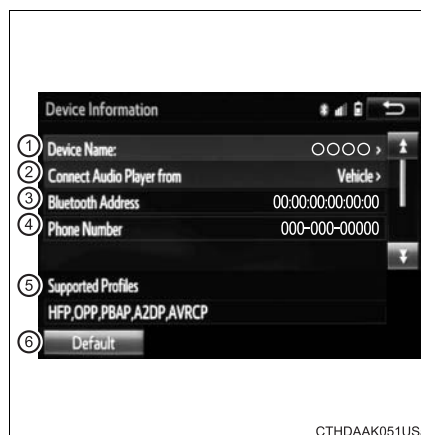 Device Information
① Device Name: ○○○○ ›
② Connect Audio Player from Vehicle ›
③ Bluetooth Address 00:00:00:00:00:00
④ Phone Number 000-000-00000
⑤ Supported Profiles
HFP,OPP,PBAP,A2DP,AVRCP
⑥ Default
CTHDAAK051US